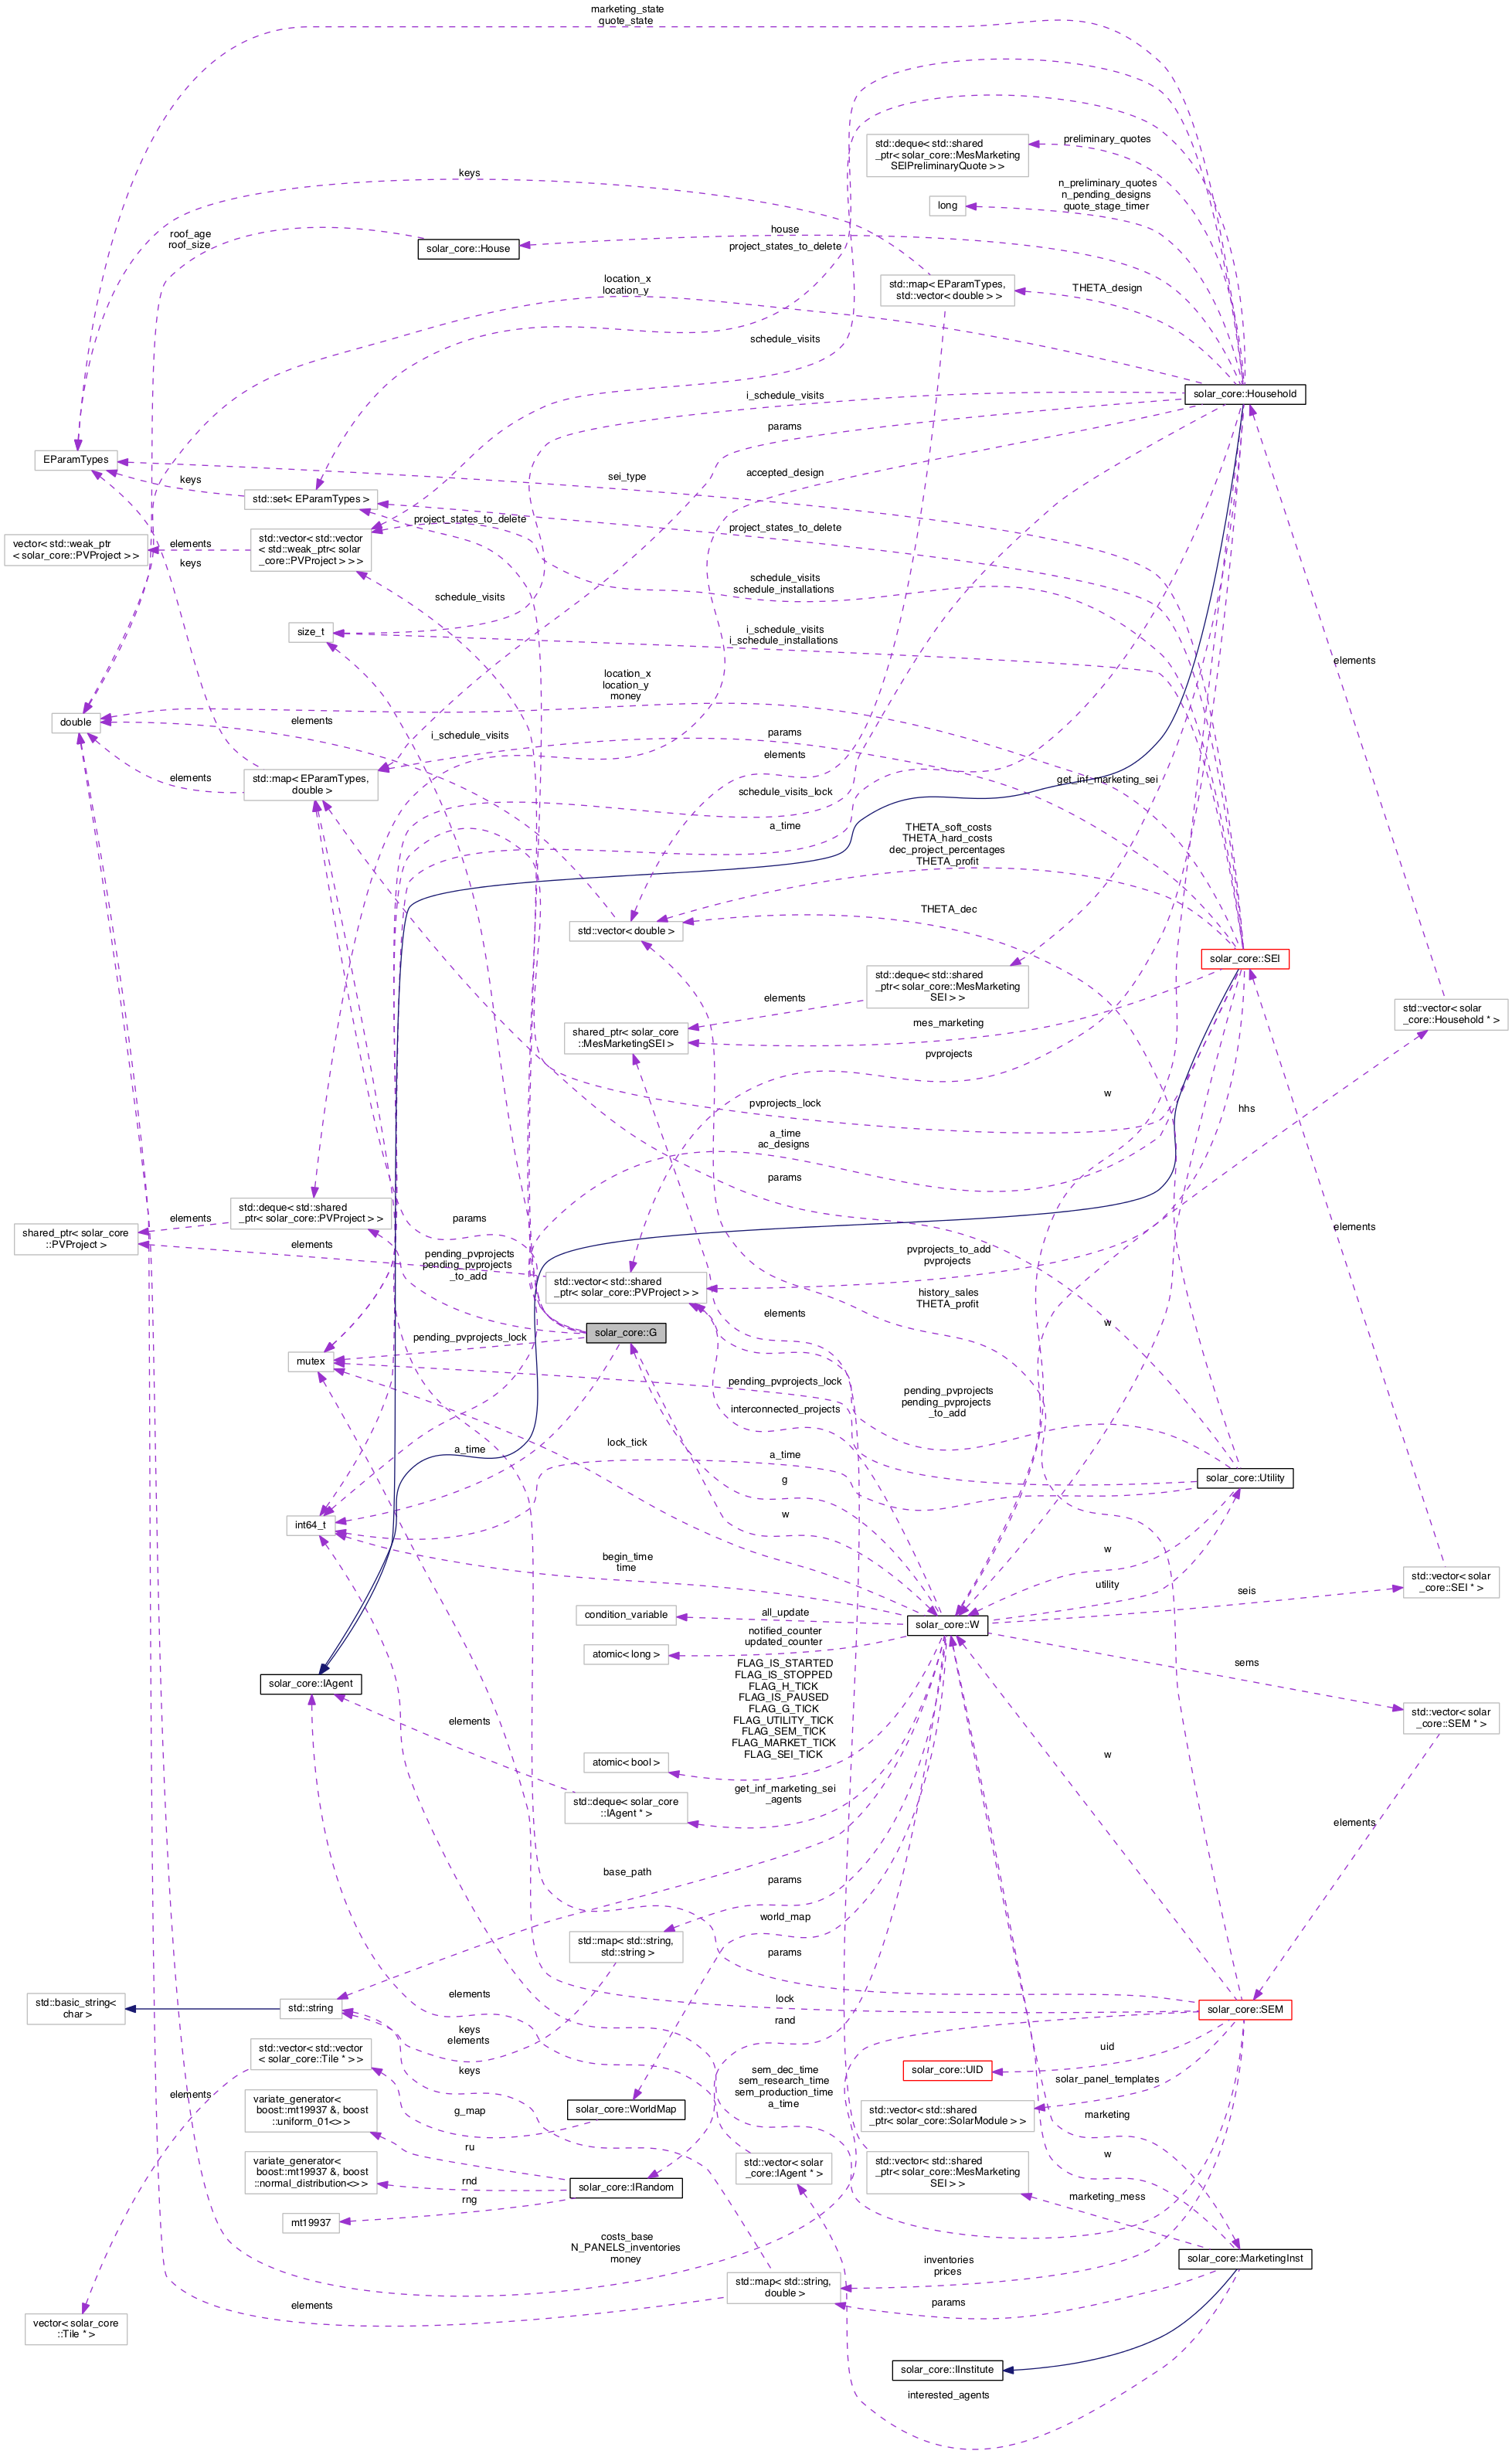 marketing_state
quote_state
std::deque< std::shared
_ptr< solar_core::MesMarketing
SEIPreliminaryQuote > >
preliminary_quotes
keys
n_preliminary_quotes
n_pending_designs
quote_stage_timer
long
roof_age
roof_size
house
solar_core::House
project_states_to_delete
location_x
location_y
std::map< EParamTypes,
std::vector< double > >
THETA_design
schedule_visits
i_schedule_visits
solar_core::Household
params
EParamTypes
keys
std::set< EParamTypes >
accepted_design
sei_type
project_states_to_delete
project_states_to_delete
vector< std::weak_ptr
< solar_core::PVProject > >
elements
std::vector< std::vector
< std::weak_ptr< solar
_core::PVProject > > >
keys
schedule_visits
schedule_visits
schedule_installations
size_t
i_schedule_visits
i_schedule_installations
elements
location_x
location_y
money
double
elements
i_schedule_visits
params
elements
std::map< EParamTypes,
double >
elements
get_inf_marketing_sei
schedule_visits_lock
a_time
THETA_soft_costs
THETA_hard_costs
dec_project_percentages
THETA_profit
std::vector< double >
THETA_dec
solar_core::SEI
std::deque< std::shared
_ptr< solar_core::MesMarketing
SEI > >
elements
shared_ptr< solar_core
::MesMarketingSEI >
mes_marketing
std::vector< solar
_core::Household * >
pvprojects
pvprojects_lock
w
hhs
a_time
ac_designs
params
std::deque< std::shared
_ptr< solar_core::PVProject > >
elements
shared_ptr< solar_core
::PVProject >
params
elements
pending_pvprojects
pending_pvprojects
_to_add
std::vector< std::shared
_ptr< solar_core::PVProject > >
pvprojects_to_add
pvprojects
elements
history_sales
THETA_profit
elements
w
solar_core::G
pending_pvprojects_lock
mutex
pending_pvprojects_lock
interconnected_projects
pending_pvprojects
pending_pvprojects
_to_add
a_time
lock_tick
a_time
g
solar_core::Utility
w
int64_t
begin_time
time
w
utility
seis
std::vector< solar
_core::SEI * >
condition_variable
all_update
solar_core::W
atomic< long >
notified_counter
updated_counter
sems
solar_core::IAgent
FLAG_IS_STARTED
FLAG_IS_STOPPED
FLAG_H_TICK
FLAG_IS_PAUSED
FLAG_G_TICK
FLAG_UTILITY_TICK
FLAG_SEM_TICK
FLAG_MARKET_TICK
FLAG_SEI_TICK
std::vector< solar
_core::SEM * >
elements
atomic< bool >
w
std::deque< solar_core
::IAgent * >
get_inf_marketing_sei
_agents
elements
base_path
params
std::map< std::string,
std::string >
world_map
params
std::basic_string<
char >
std::string
elements
lock
rand
solar_core::SEM
keys
elements
std::vector< std::vector
< solar_core::Tile * > >
keys
uid
solar_core::UID
sem_dec_time
sem_research_time
sem_production_time
a_time
solar_panel_templates
elements
variate_generator<
boost::mt19937 &, boost
::uniform_01<>>
g_map
solar_core::WorldMap
std::vector< std::shared
_ptr< solar_core::SolarModule > >
marketing
ru
w
variate_generator<
boost::mt19937 &, boost
::normal_distribution<>>
rnd
solar_core::IRandom
std::vector< solar
_core::IAgent * >
std::vector< std::shared
_ptr< solar_core::MesMarketing
SEI > >
rng
mt19937
marketing_mess
costs_base
N_PANELS_inventories
money
solar_core::MarketingInst
inventories
prices
std::map< std::string,
double >
elements
params
vector< solar_core
::Tile * >
solar_core::IInstitute
interested_agents